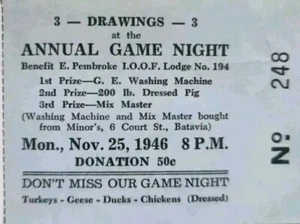 3 — DRAWINGS — 3
at the
ANNUAL GAME NIGHT
Benefit E. Pembroke I.O.O.F. Lodge No. 194
1st Prize—G. E. Washing Machine
2nd Prize—200 lb. Dressed Pig
3rd Prize—Mix Master
(Washing Machine and Mix Master bought
from Minor's, 6 Court St., Batavia)
Mon., Nov. 25, 1946 8 P.M.
DONATION 50c
DON'T MISS OUR GAME NIGHT
Turkeys - Geese - Ducks - Chickens (Dressed)
No 248